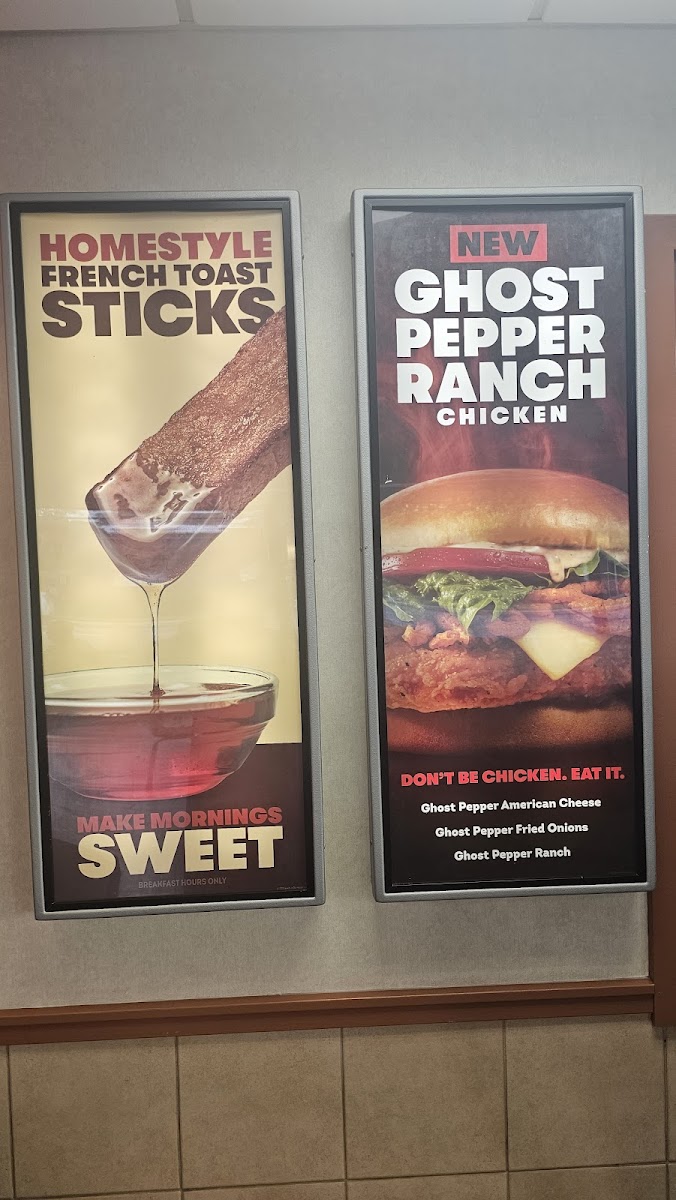 HOMESTYLE
FRENCH TOAST
STICKS
MAKE MORNINGS
SWEET
BREAKFAST HOURS ONLY
NEW
GHOST
PEPPER
RANCH
CHICKEN
DON'T BE CHICKEN. EAT IT.
Ghost Pepper American Cheese
Ghost Pepper Fried Onions
Ghost Pepper Ranch